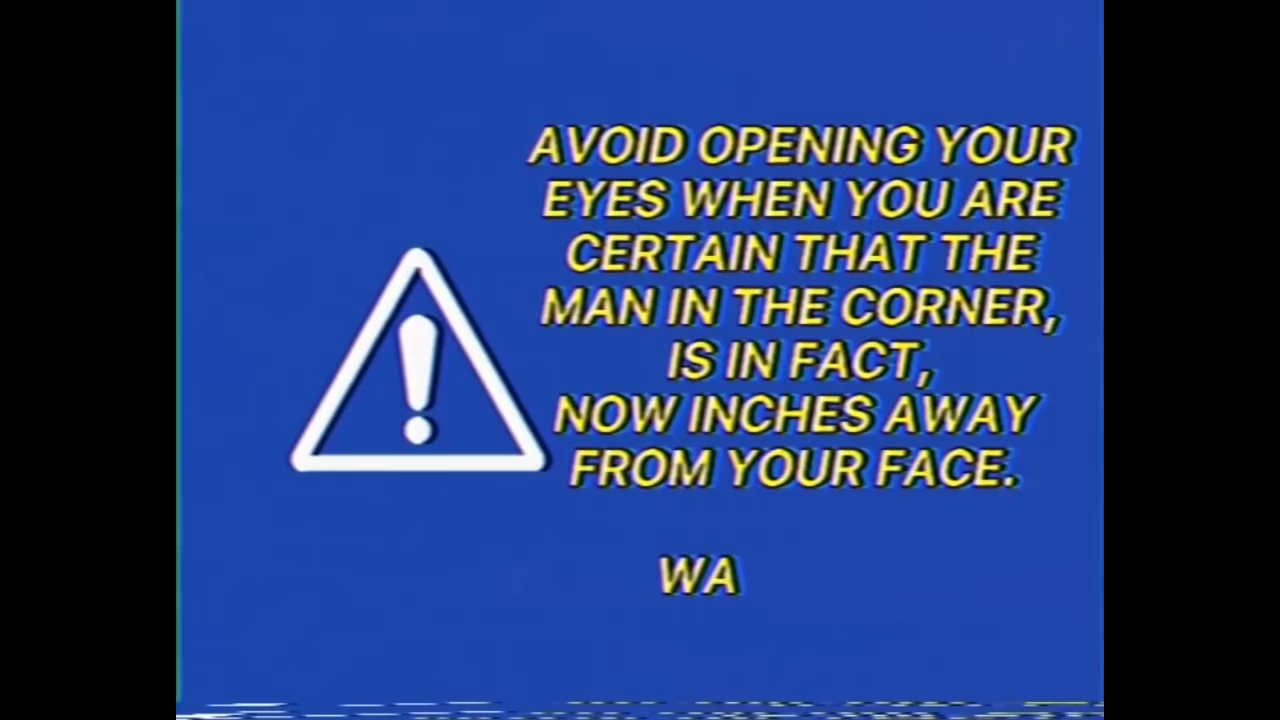 AVOID OPENING YOUR
EYES WHEN YOU ARE
CERTAIN THAT THE
MAN IN THE CORNER,
IS IN FACT,
NOW INCHES AWAY
FROM YOUR FACE.
WA